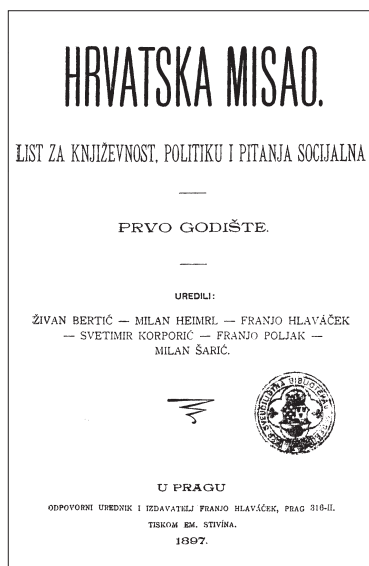 HRVATSKA MISAO.
LIST ZA KNJIŽEVNOST, POLITIKU I PITANJA SOCIJALNA
PRVO GODIŠTE.
UREDILI:
ŽIVAN BERTIĆ — MILAN HEIMRL — FRANJO HLAVÁČEK
— SVETIMIR KORPORIĆ — FRANJO POLJAK —
MILAN ŠARIĆ.
U PRAGU
ODPOVORNI UREDNIK I IZDAVATELJ FRANJO HLAVÁČEK, PRAG 316-II.
TISKOM EM. STIVÍNA.
1897.